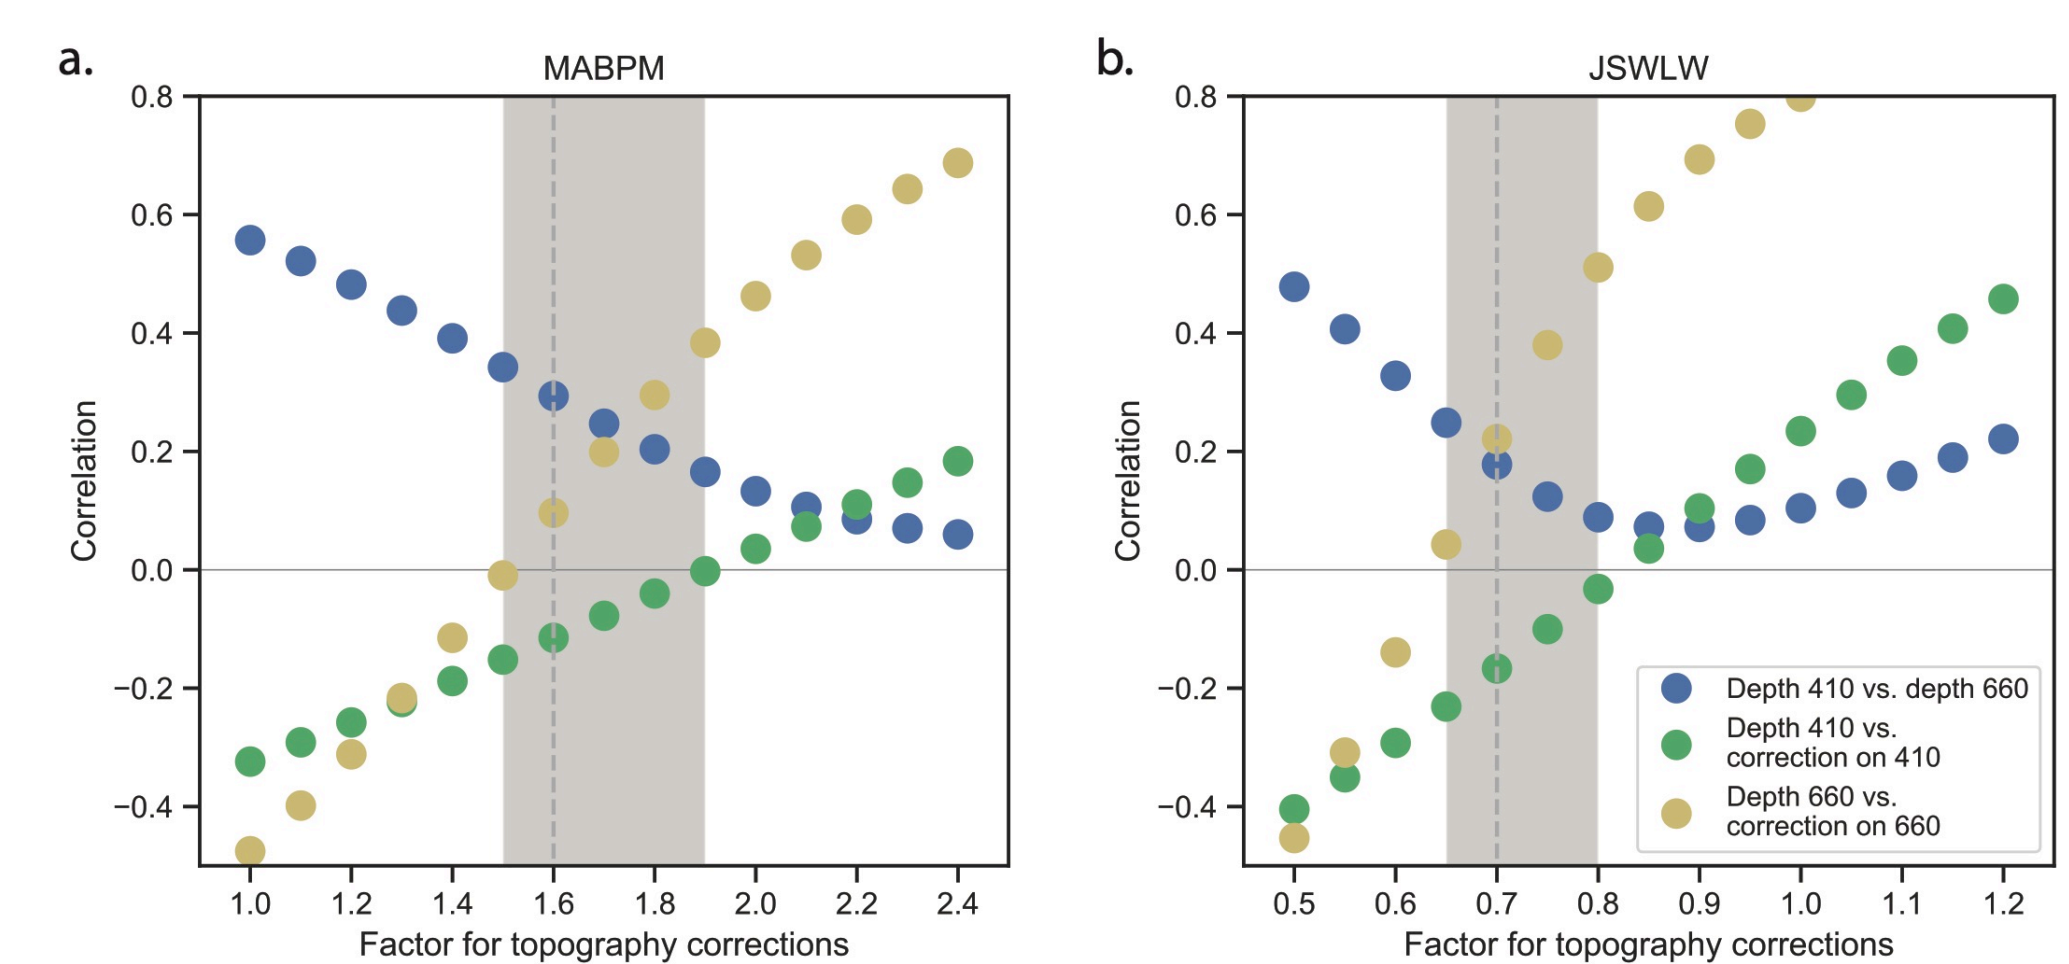 a.
MABPM
0.8
0.6
0.4
0.2
0.0
−0.2
−0.4
Correlation
1.0 1.2 1.4 1.6 1.8 2.0 2.2 2.4
Factor for topography corrections
b.
JSWLW
0.8
0.6
0.4
0.2
0.0
−0.2
−0.4
Correlation
0.5 0.6 0.7 0.8 0.9 1.0 1.1 1.2
Factor for topography corrections
Depth 410 vs. depth 660
Depth 410 vs.
correction on 410
Depth 660 vs.
correction on 660